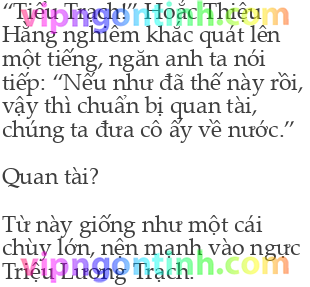 “Tiểu Trạch!” Hoắc Thiệu
Hằng nghiêm khắc quát lên
một tiếng, ngăn anh ta nói
tiếp: “Nếu như đã thế này rồi,
vậy thì chuẩn bị quan tài,
chúng ta đưa cô ấy về nước.”
Quan tài?
Từ này giống như một cái
chùy lớn, nên mạnh vào ngực
Triệu Lương Trạch.
vipngontinh.com
vipngontinh.com